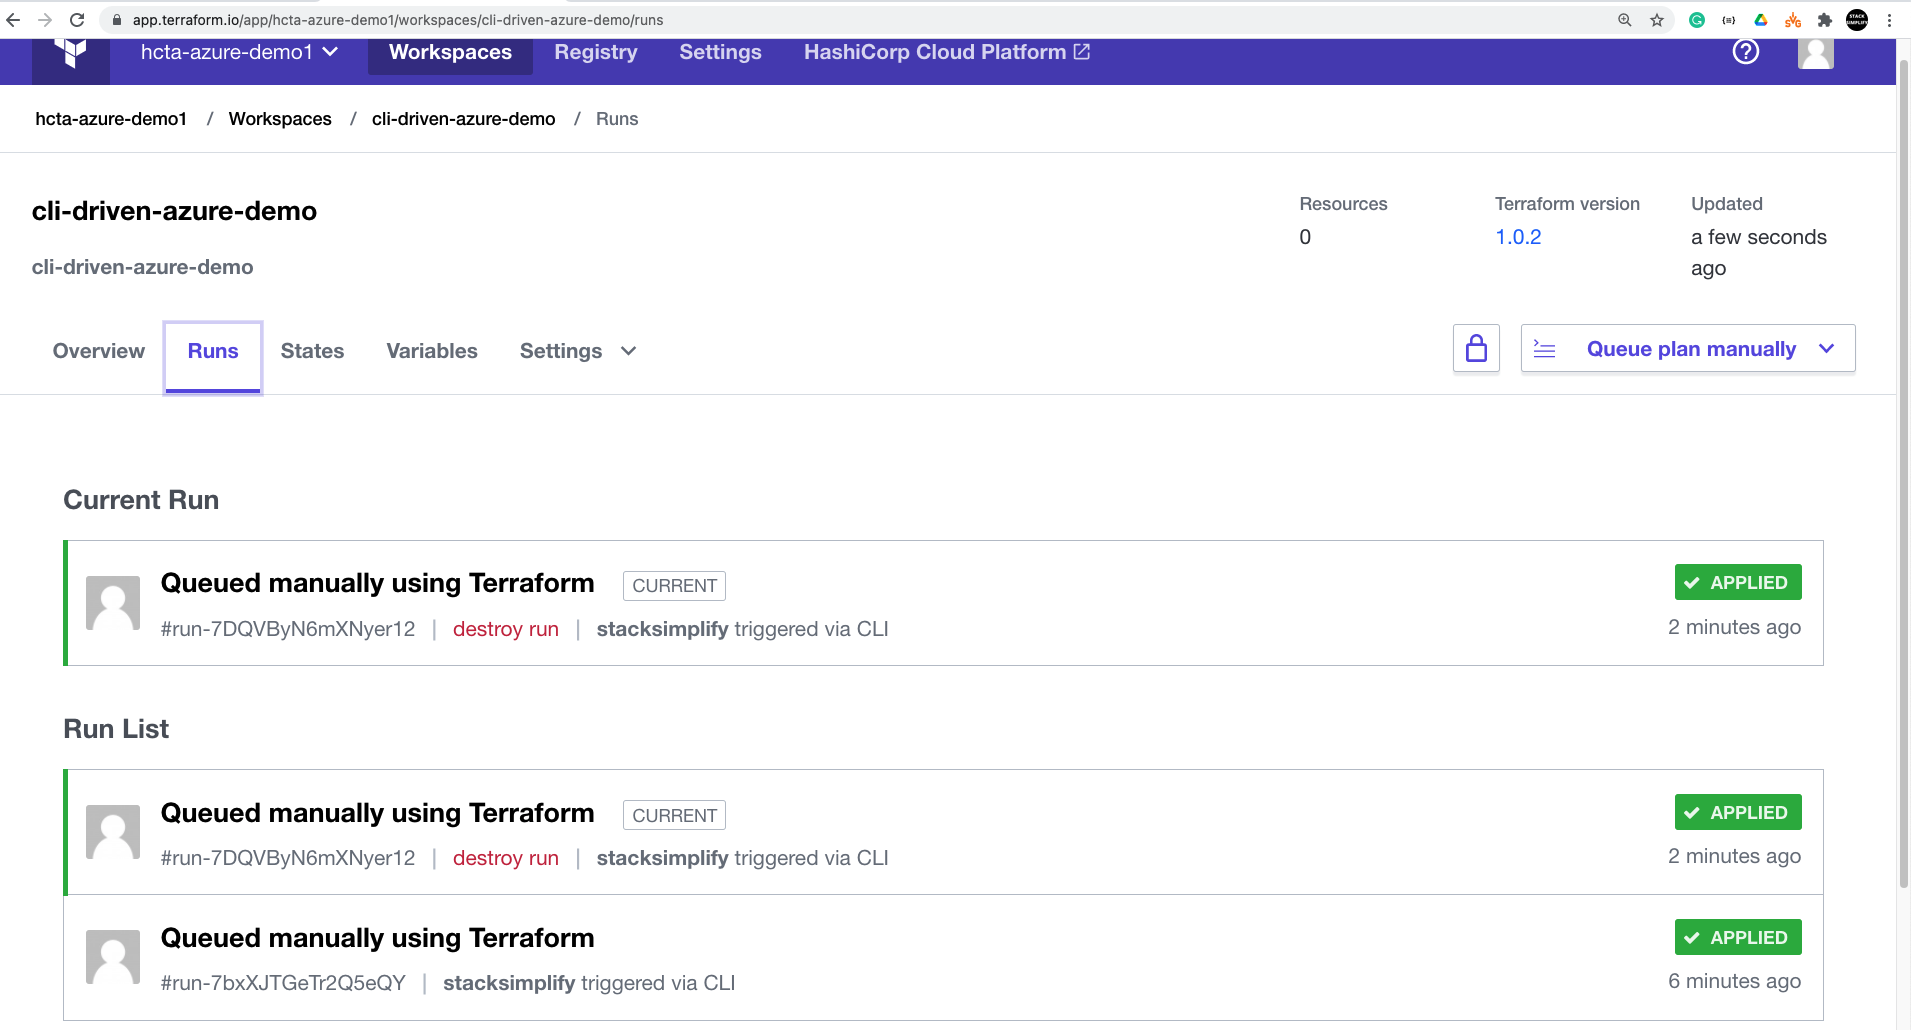 app.terraform.io/app/hcta-azure-demo1/workspaces/cli-driven-azure-demo/runs
hcta-azure-demo1 Workspaces Registry Settings HashiCorp Cloud Platform
hcta-azure-demo1 / Workspaces / cli-driven-azure-demo / Runs
cli-driven-azure-demo
cli-driven-azure-demo
Resources
0
Terraform version
1.0.2
Updated
a few seconds
ago
Overview Runs States Variables Settings
Queue plan manually
Current Run
Queued manually using Terraform CURRENT
APPLIED
#run-7DQVByN6mXNyer12 | destroy run | stacksimplify triggered via CLI
2 minutes ago
Run List
Queued manually using Terraform CURRENT
APPLIED
#run-7DQVByN6mXNyer12 | destroy run | stacksimplify triggered via CLI
2 minutes ago
Queued manually using Terraform
APPLIED
#run-7bxXJTGeTr2Q5eQY | stacksimplify triggered via CLI
6 minutes ago